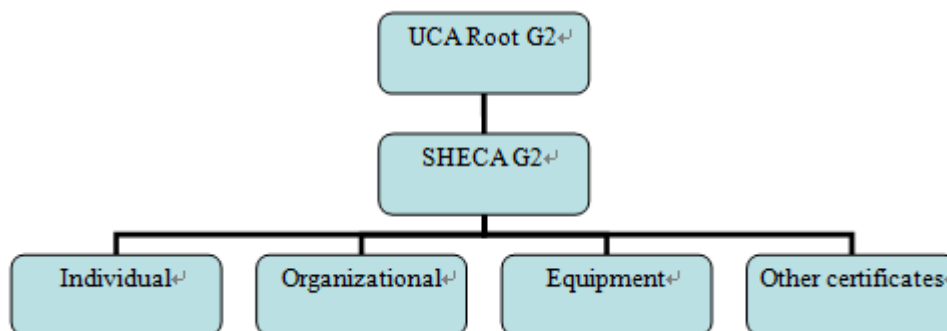 UCA Root G2
SHECA G2
Individual
Organizational
Equipment
Other certificates